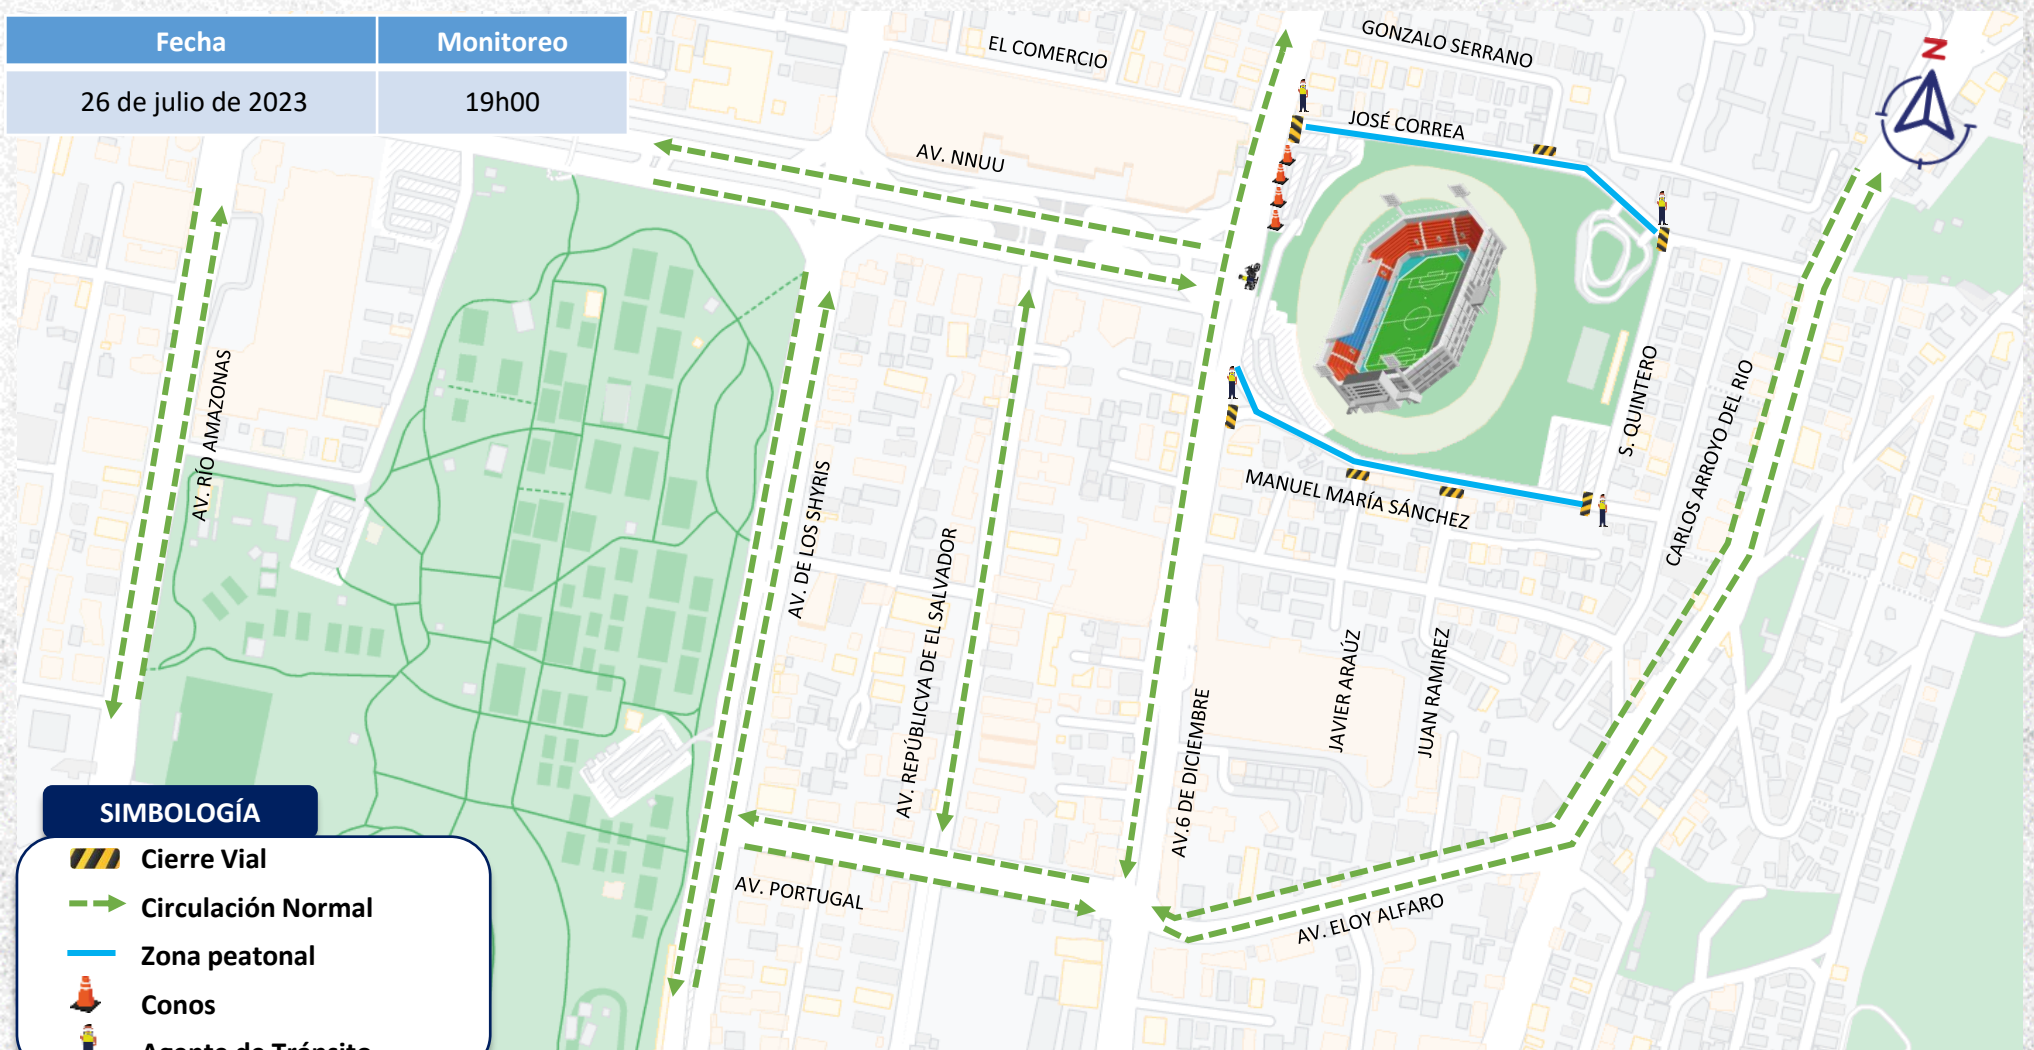 Fecha
Monitoreo
26 de julio de 2023
19h00
EL COMERCIO
GONZALO SERRANO
N
JOSÉ CORREA
AV. NNUU
AV. RÍO AMAZONAS
S. QUINTERO
CARLOS ARROYO DEL RIO
AV. DE LOS SHYRIS
MANUEL MARÍA SÁNCHEZ
AV. REPÚBLICVA DE EL SALVADOR
JAVIER ARAÚZ
JUAN RAMIREZ
AV.6 DE DICIEMBRE
AV. PORTUGAL
AV. ELOY ALFARO
SIMBOLOGÍA
Cierre Vial
Circulación Normal
Zona peatonal
Conos
Agente de Tránsito